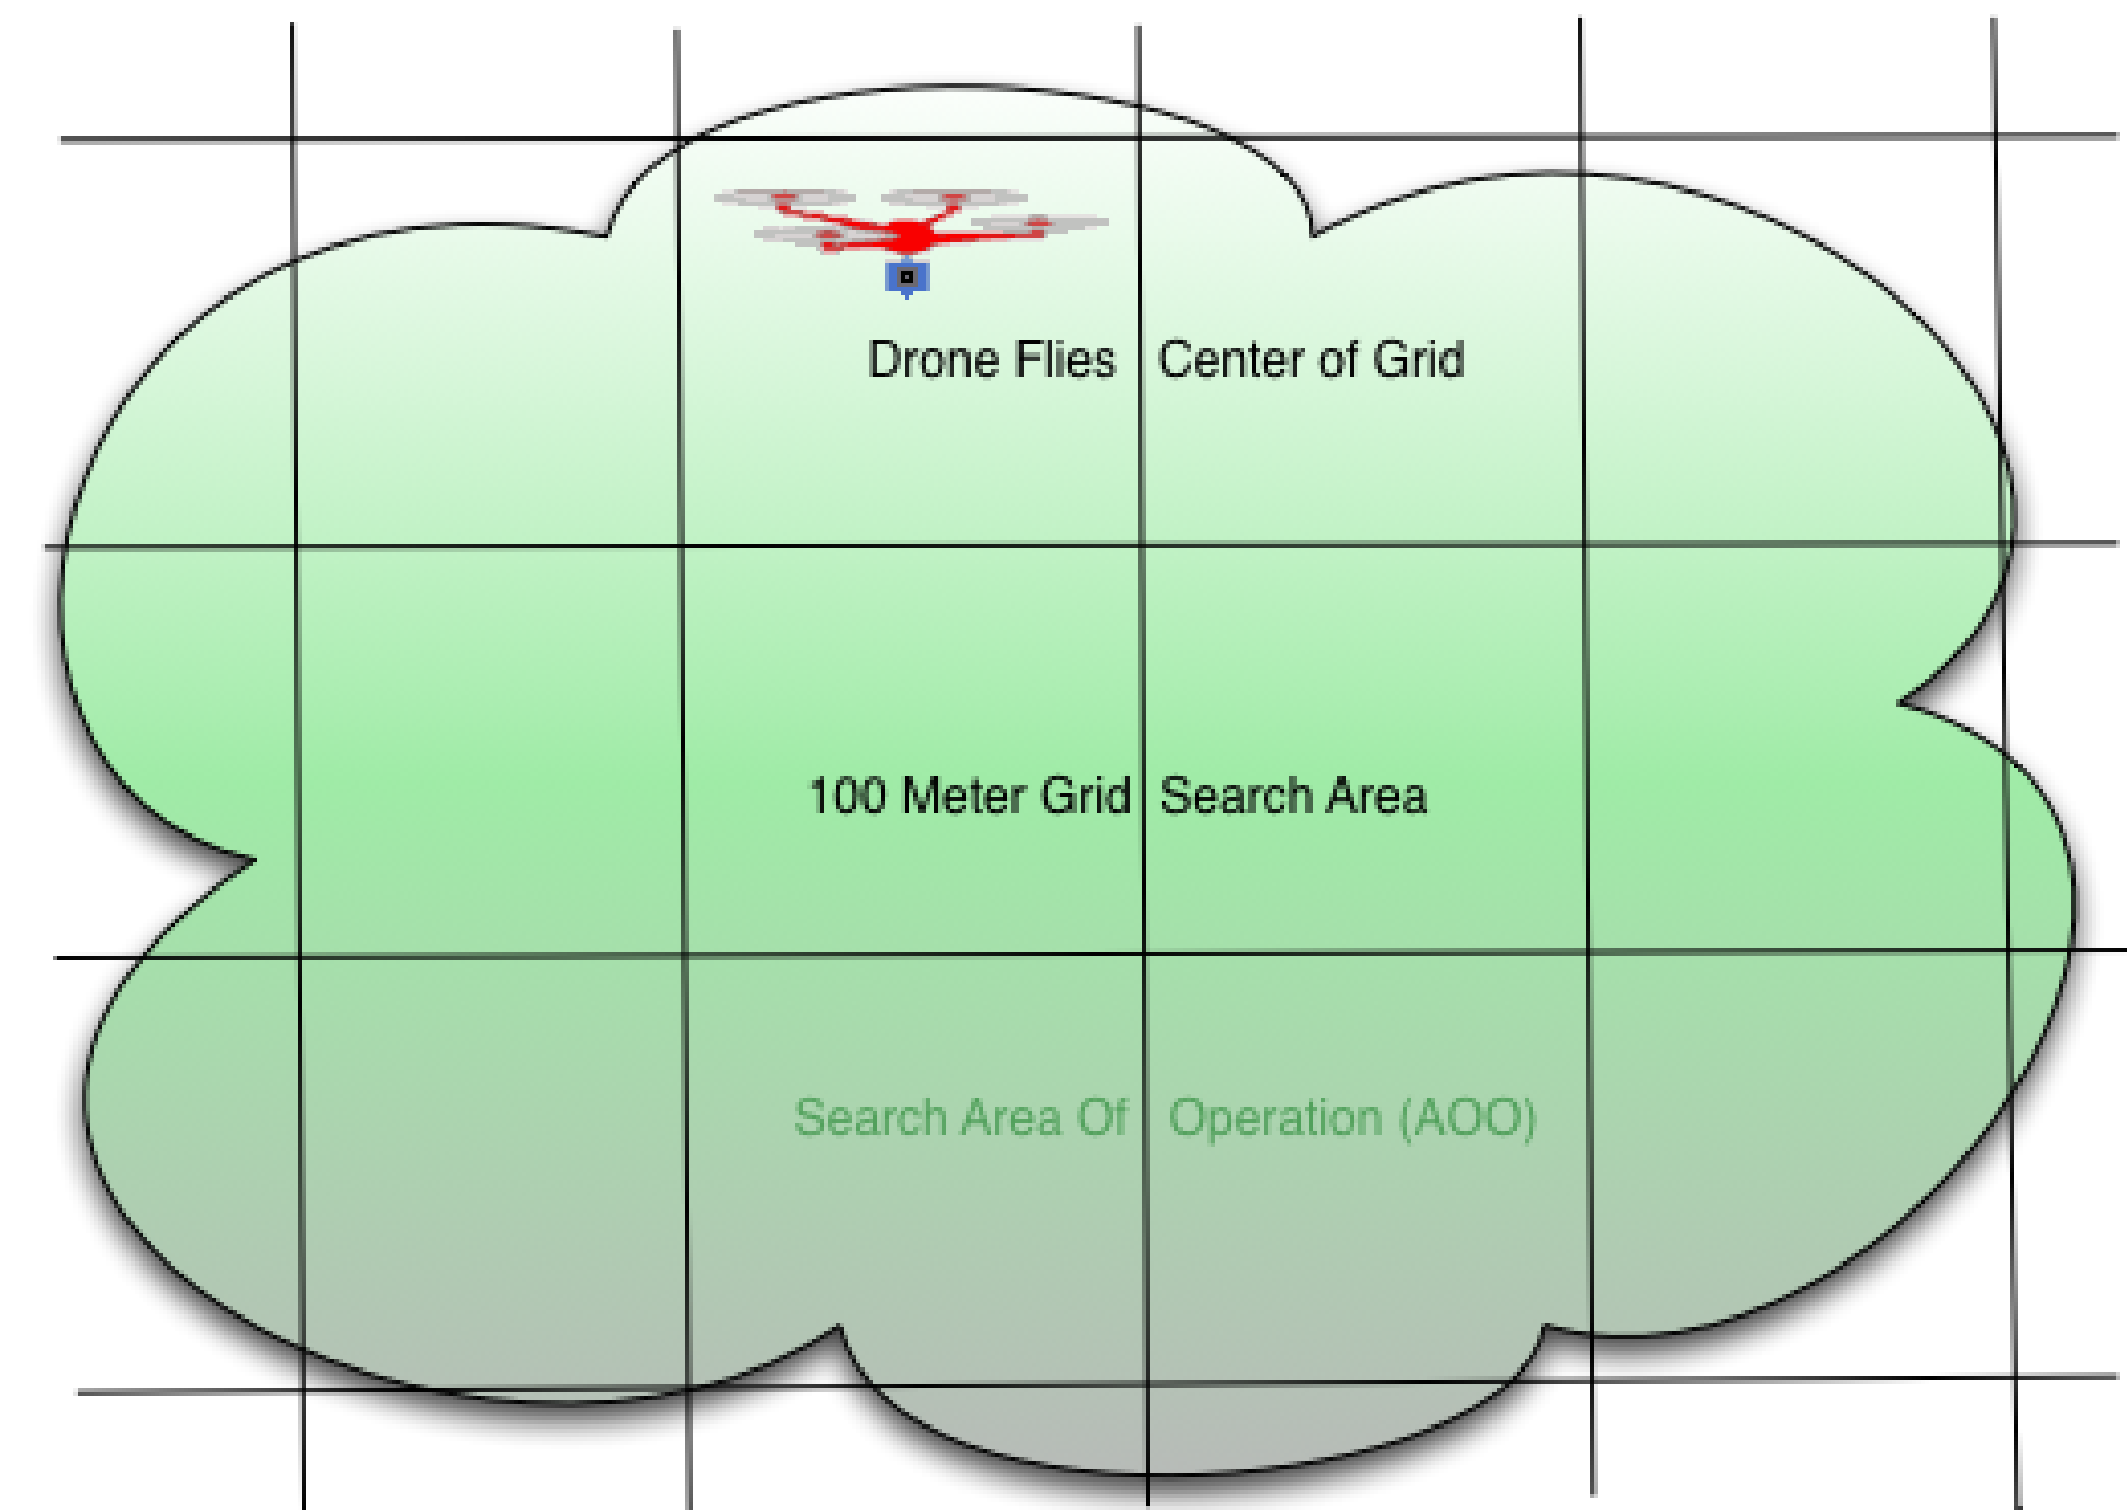 Drone Flies Center of Grid
100 Meter Grid Search Area
Search Area Of Operation (AOO)